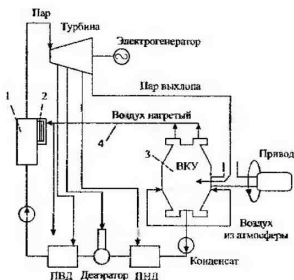 Пар
Турбина
Электрогенератор
1
2
Пар выхлопа
Воздух нагретый
4
3
ВКУ
Привод
Воздух
из атмосферы
Конденсат
ПВД
Деаэратор
ПНД